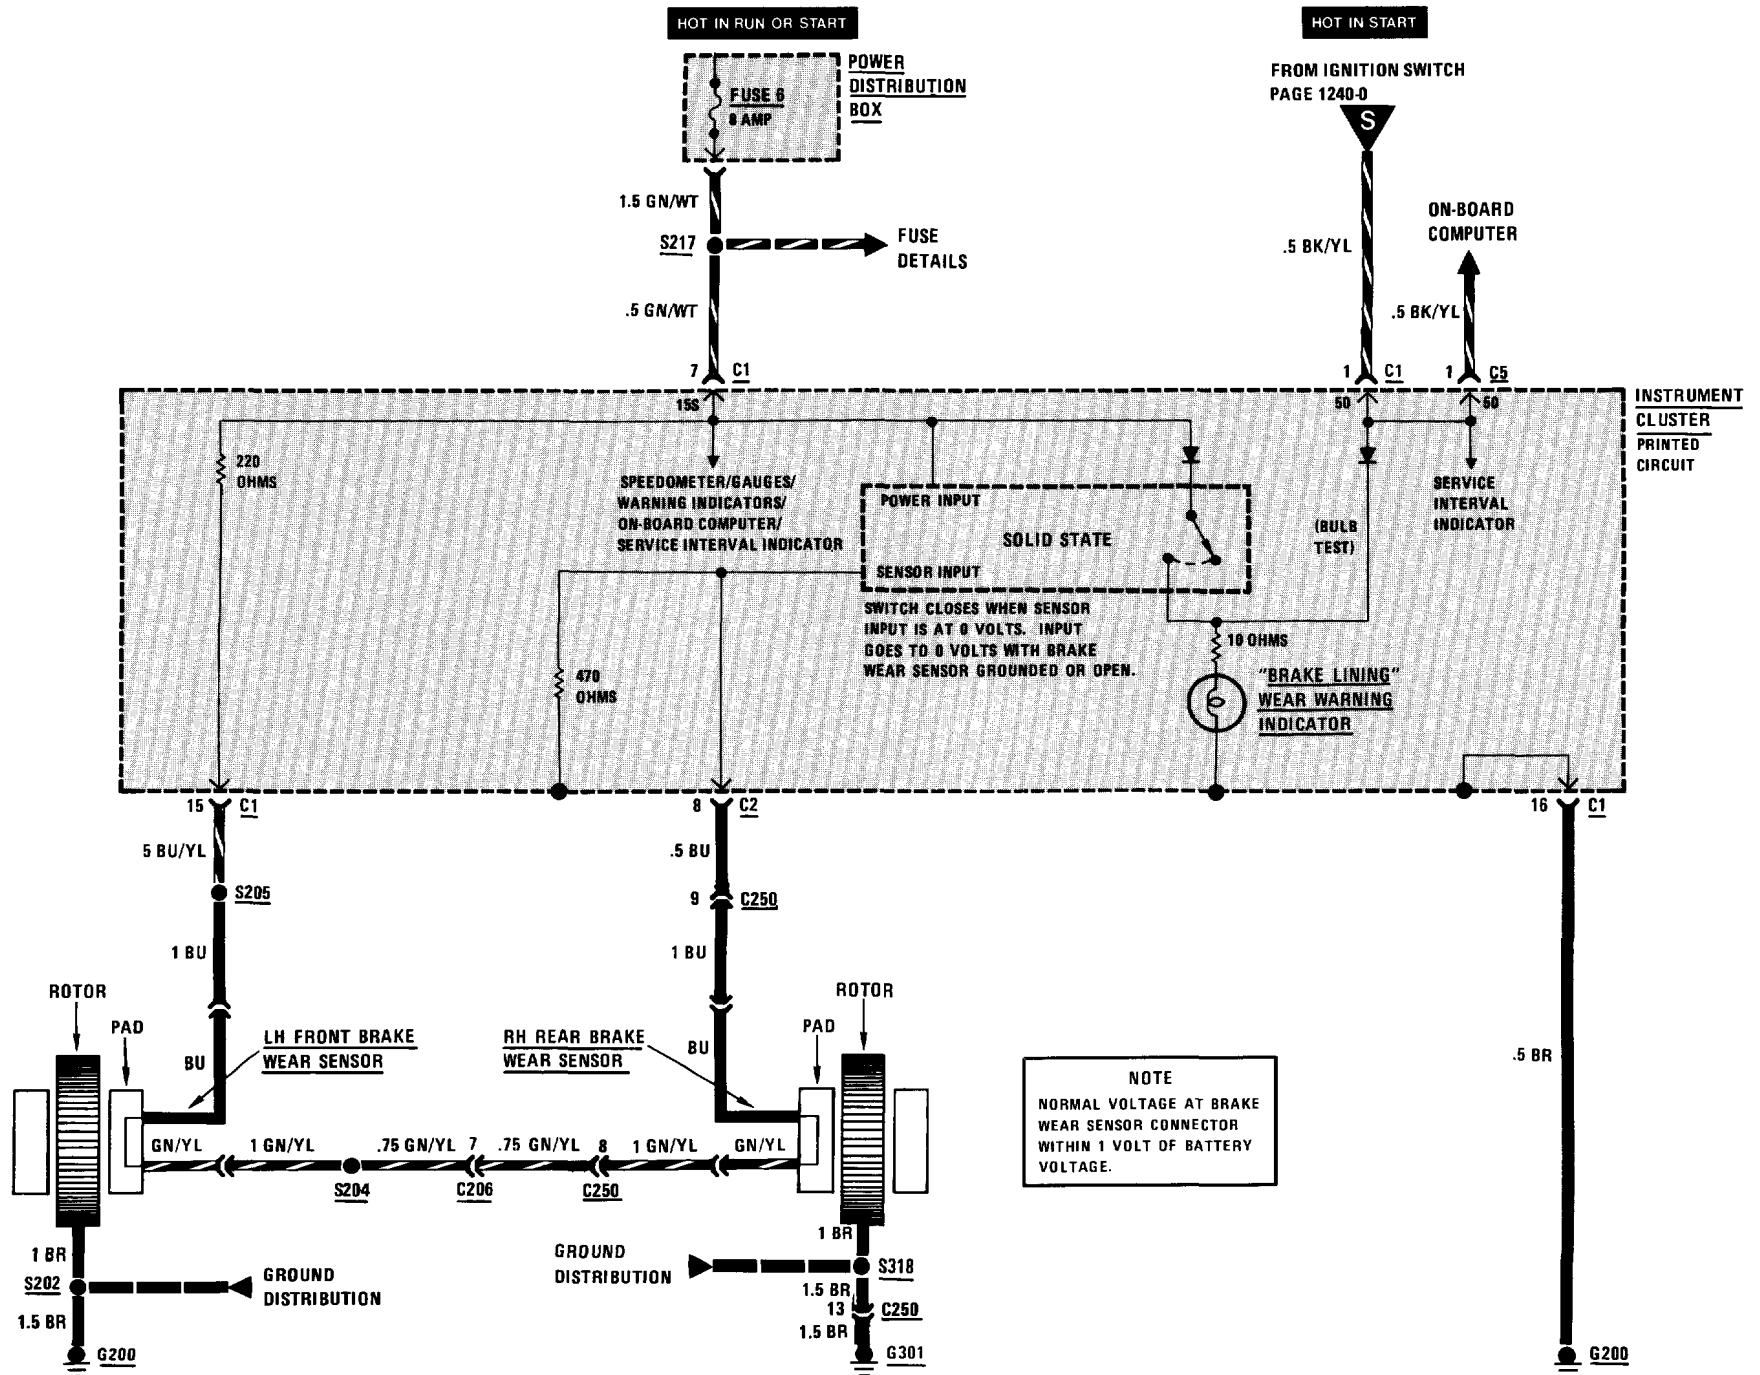 HOT IN RUN OR START
HOT IN START
POWER
DISTRIBUTION
BOX
FUSE 6
8 AMP
FROM IGNITION SWITCH
PAGE 1240-0
S
1.5 GN/WT
S217
FUSE
DETAILS
.5 GN/WT
.5 BK/YL
ON-BOARD
COMPUTER
.5 BK/YL
7 C1
1 C1
1 C5
15S
50
50
INSTRUMENT
CLUSTER
PRINTED
CIRCUIT
220
OHMS
SPEEDOMETER/GAUGES/
WARNING INDICATORS/
ON-BOARD COMPUTER/
SERVICE INTERVAL INDICATOR
POWER INPUT
SOLID STATE
SENSOR INPUT
(BULB
TEST)
SERVICE
INTERVAL
INDICATOR
SWITCH CLOSES WHEN SENSOR
INPUT IS AT 0 VOLTS. INPUT
GOES TO 0 VOLTS WITH BRAKE
WEAR SENSOR GROUNDED OR OPEN.
470
OHMS
10 OHMS
"BRAKE LINING"
WEAR WARNING
INDICATOR
15 C1
8 C2
16 C1
5 BU/YL
S205
1 BU
.5 BU
9 C250
1 BU
ROTOR
PAD
LH FRONT BRAKE
WEAR SENSOR
BU
RH REAR BRAKE
WEAR SENSOR
BU
PAD
ROTOR
.5 BR
NOTE
NORMAL VOLTAGE AT BRAKE
WEAR SENSOR CONNECTOR
WITHIN 1 VOLT OF BATTERY
VOLTAGE.
GN/YL 1 GN/YL .75 GN/YL 7 .75 GN/YL 8 1 GN/YL GN/YL
S204 C206 C250
1 BR
S202
GROUND
DISTRIBUTION
1.5 BR
G200
1 BR
GROUND
DISTRIBUTION
S318
1.5 BR
13 C250
1.5 BR
G301
G200